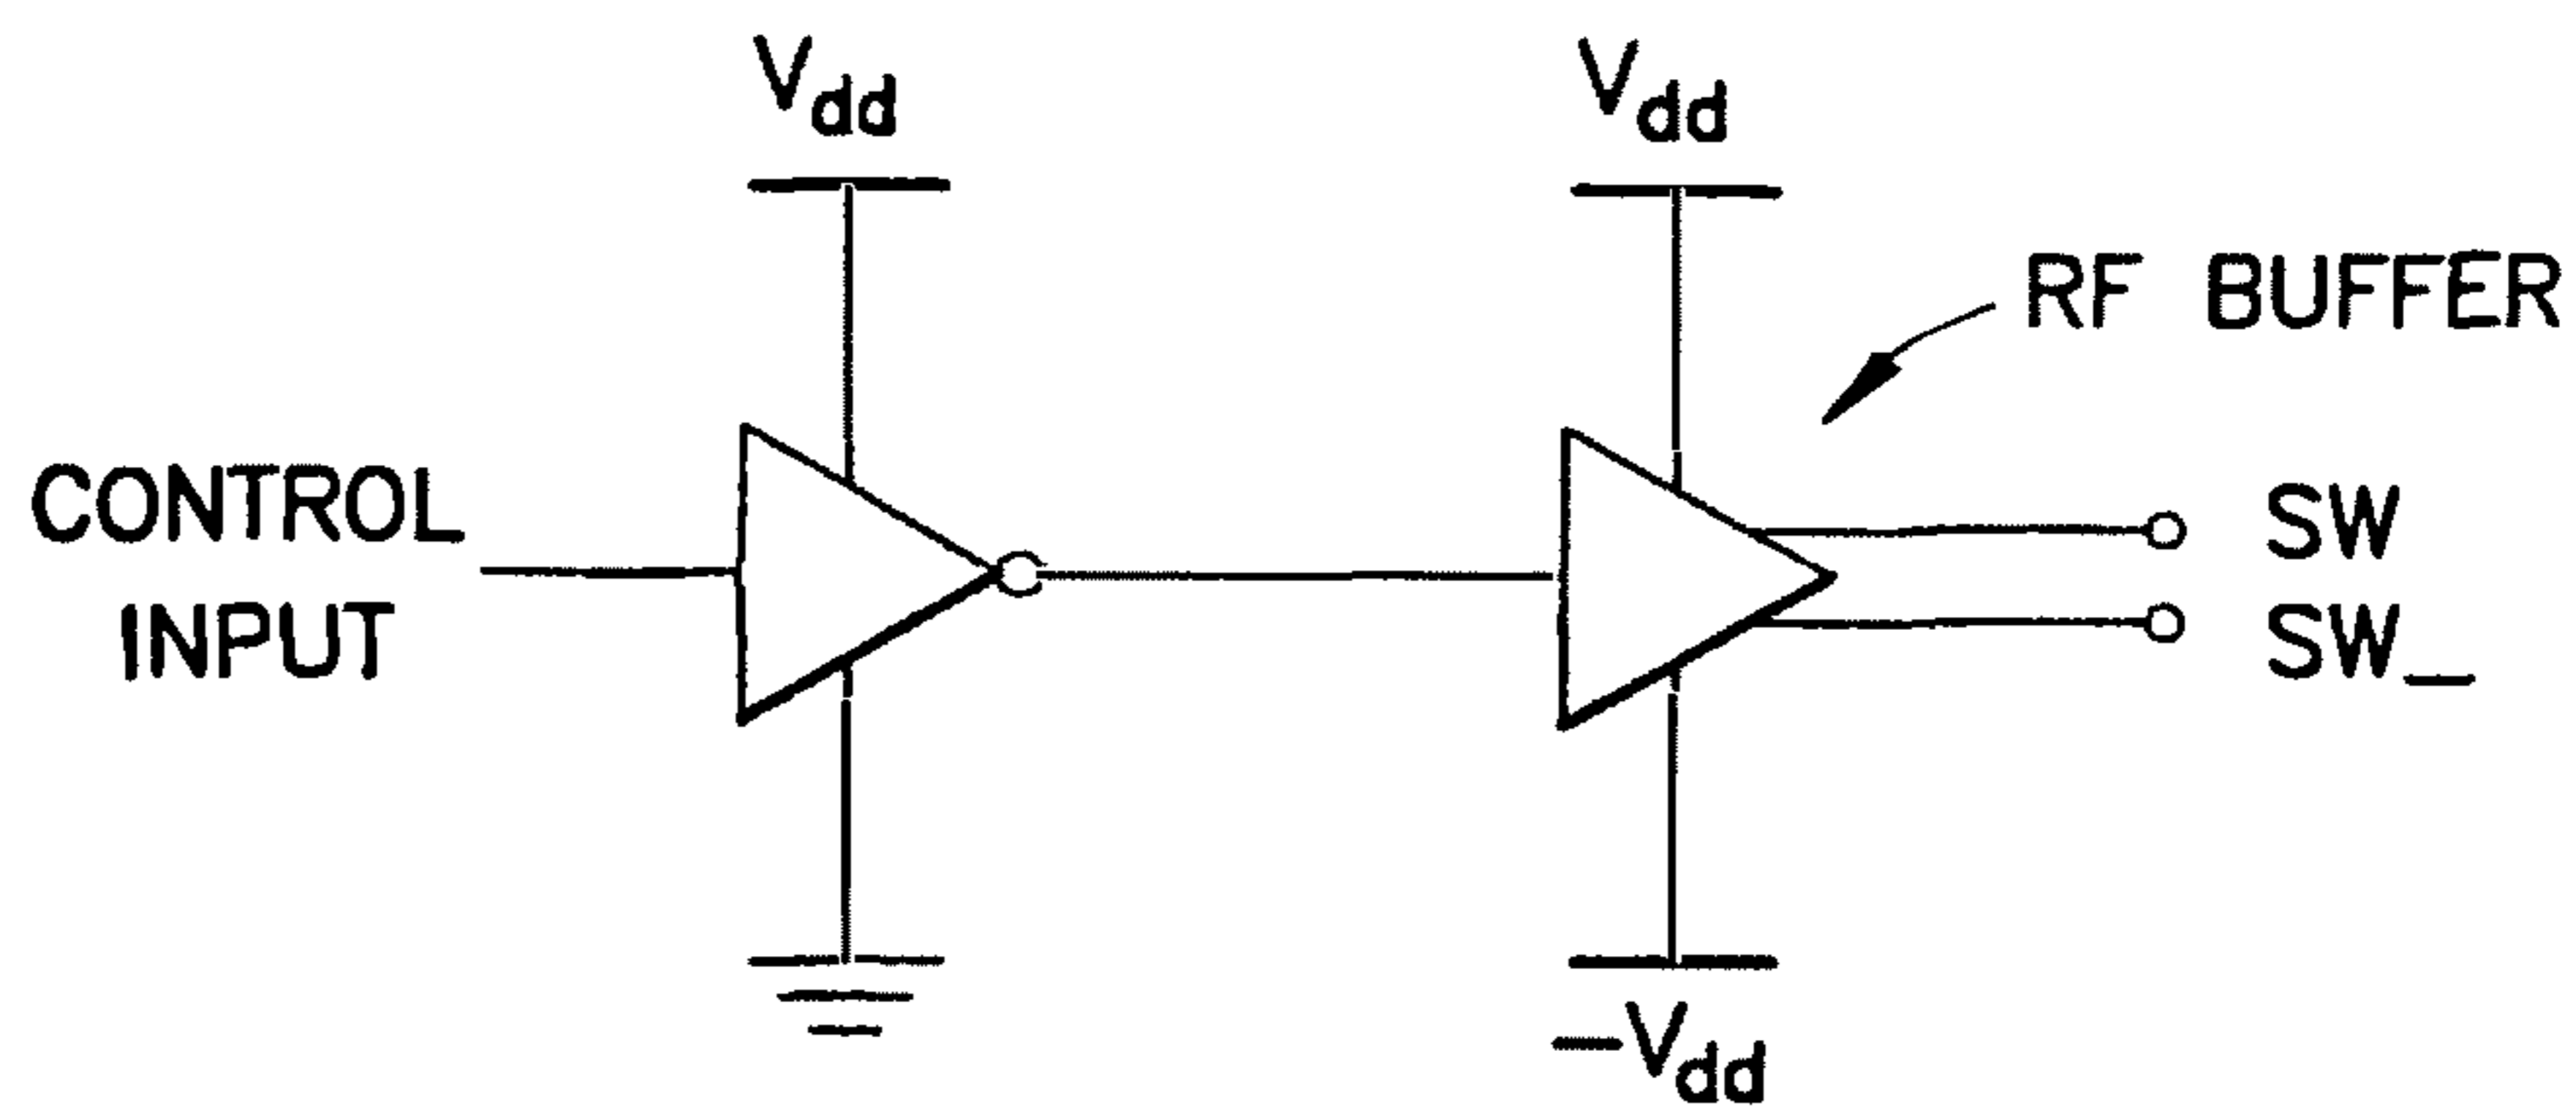 Vdd
Vdd
RF BUFFER
CONTROL
INPUT
SW
SW_
-Vdd